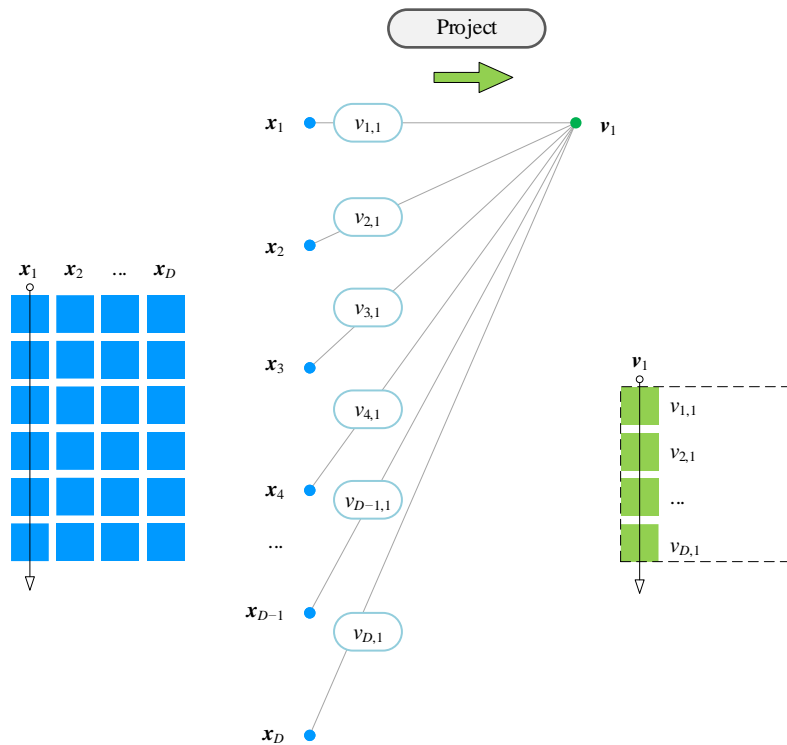 Project
x1 v1,1 v1
v2,1
x2
x1 x2 ... xD
v3,1
x3
v1
v4,1
v1,1
v2,1
x4
vD−1,1
...
...
vD,1
xD−1
vD,1
xD